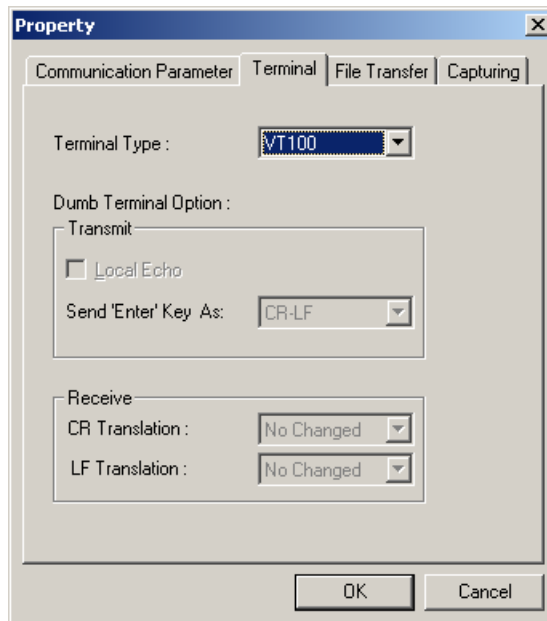 Property
Communication Parameter Terminal File Transfer Capturing
Terminal Type : VT100
Dumb Terminal Option :
Transmit
Local Echo
Send 'Enter' Key As: CR-LF
Receive
CR Translation : No Changed
LF Translation : No Changed
OK Cancel